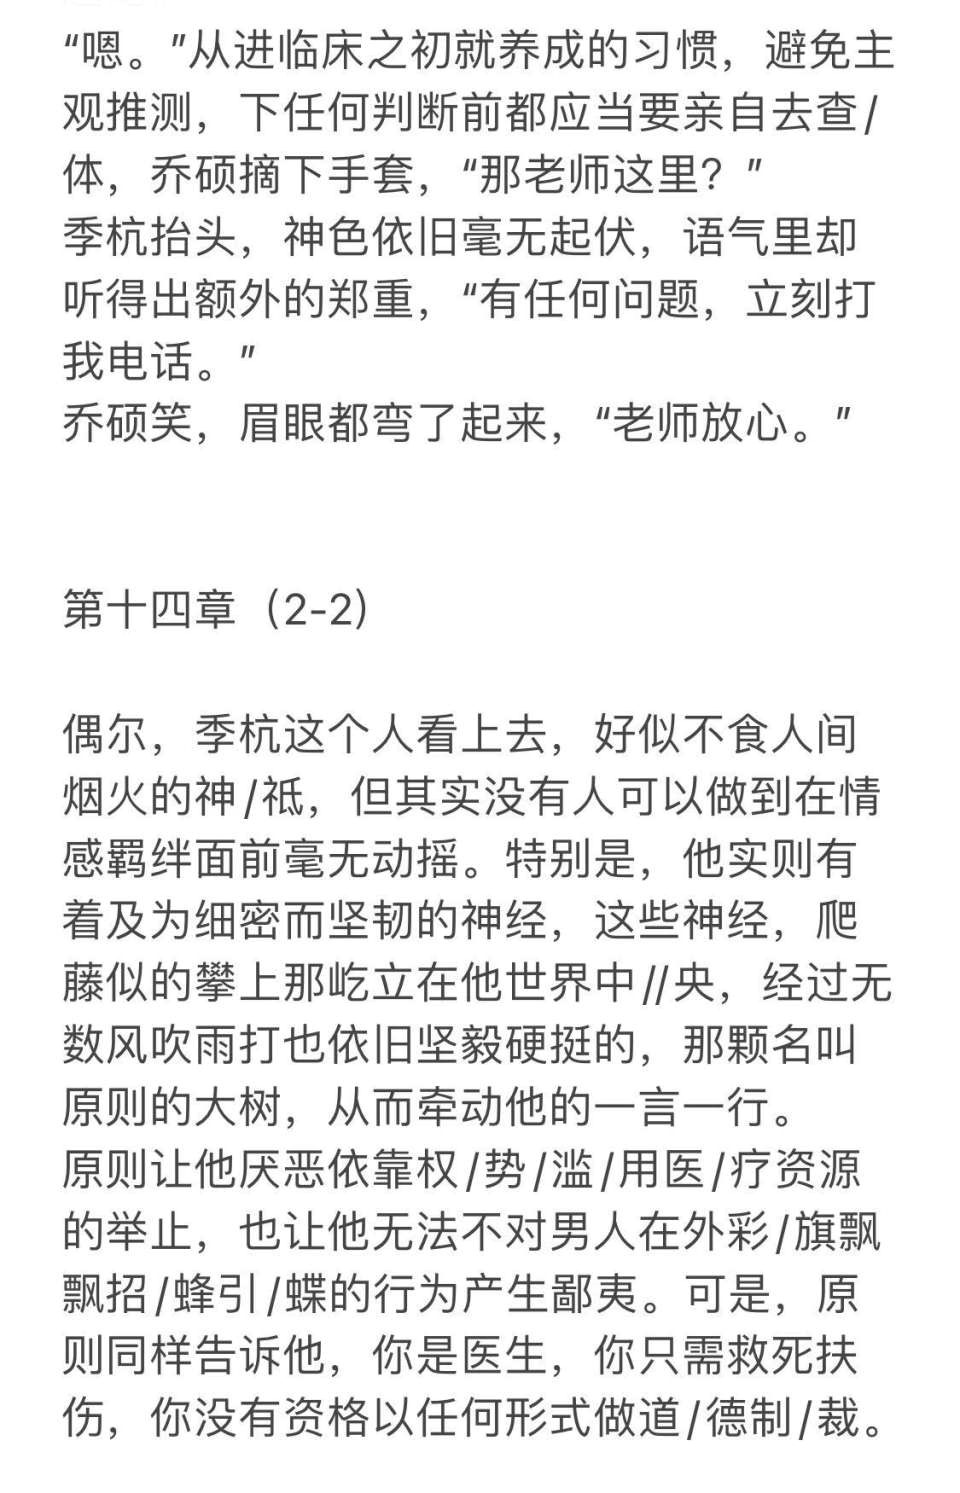 “嗯。”从进临床之初就养成的习惯，避免主
观推测，下任何判断前都应当要亲自去查/
体，乔硕摘下手套，“那老师这里？”
季杭抬头，神色依旧毫无起伏，语气里却
听得出额外的郑重，“有任何问题，立刻打
我电话。”
乔硕笑，眉眼都弯了起来，“老师放心。”
第十四章（2-2）
偶尔，季杭这个人看上去，好似不食人间
烟火的神/祗，但其实没有人可以做到在情
感羁绊面前毫无动摇。特别是，他实则有
着及为细密而坚韧的神经，这些神经，爬
藤似的攀上那屹立在他世界中//央，经过无
数风吹雨打也依旧坚毅硬挺的，那颗名叫
原则的大树，从而牵动他的一言一行。
原则让他厌恶依靠权/势/滥/用医/疗资源
的举止，也让他无法不对男人在外彩/旗飘
飘招/蜂引/蝶的行为产生鄙夷。可是，原
则同样告诉他，你是医生，你只需救死扶
伤，你没有资格以任何形式做道/德制/裁。